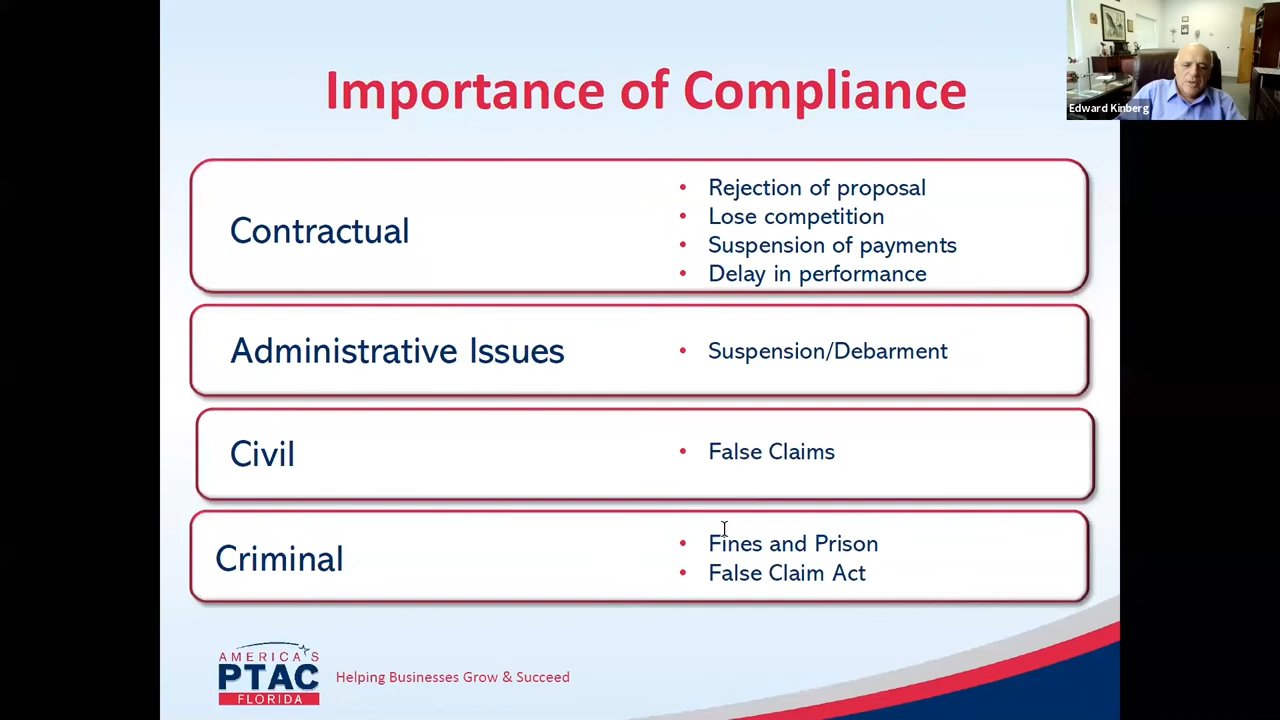 Importance of Compliance
Edward Kinberg
Contractual
• Rejection of proposal
• Lose competition
• Suspension of payments
• Delay in performance
Administrative Issues
• Suspension/Debarment
Civil
• False Claims
Criminal
• Fines and Prison
• False Claim Act
AMERICA'S
PTAC
FLORIDA
Helping Businesses Grow & Succeed